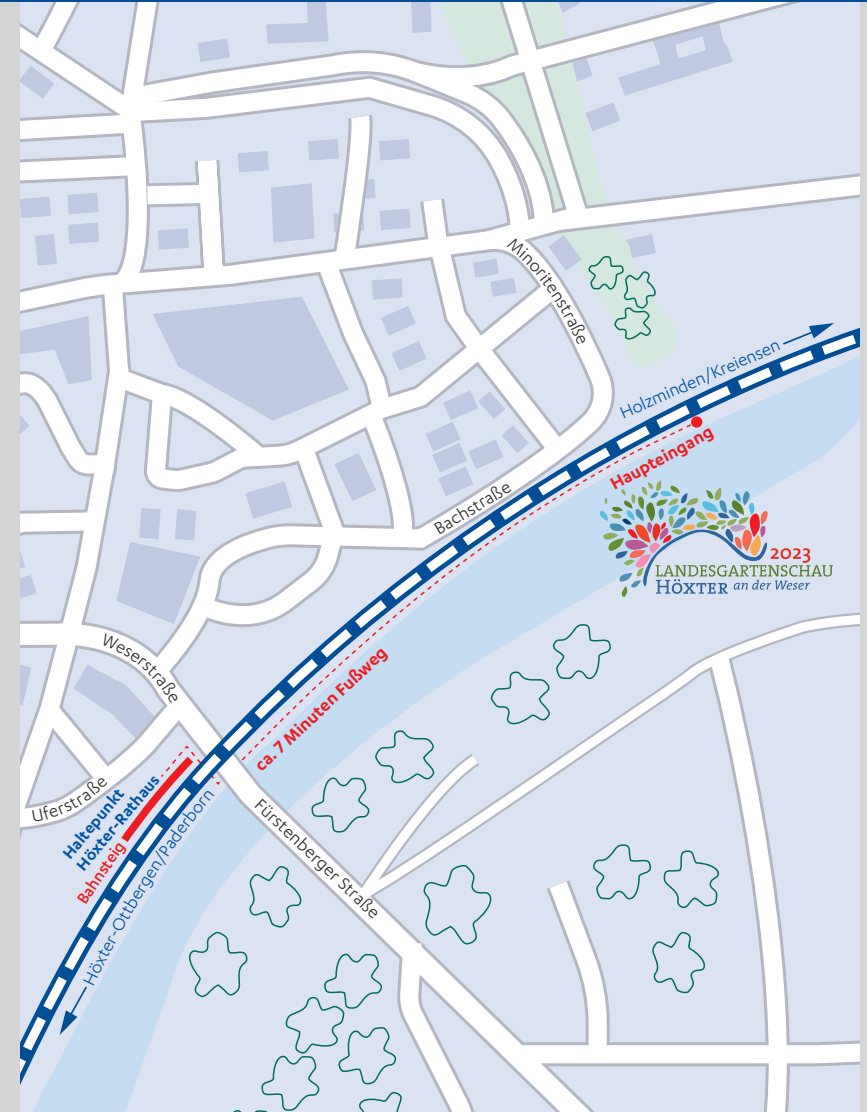 Minoritenstraße
Holzminden/Kreiensen
Haupteingang
Bachstraße
2023
LANDESGARTENSCHAU
HÖXTER an der Weser
Weserstraße
ca. 7 Minuten Fußweg
Uferstraße
Haltepunkt
Höxter-Rathaus
Bahnsteig
Höxter-Ottbergen/Paderborn
Fürstenberger Straße